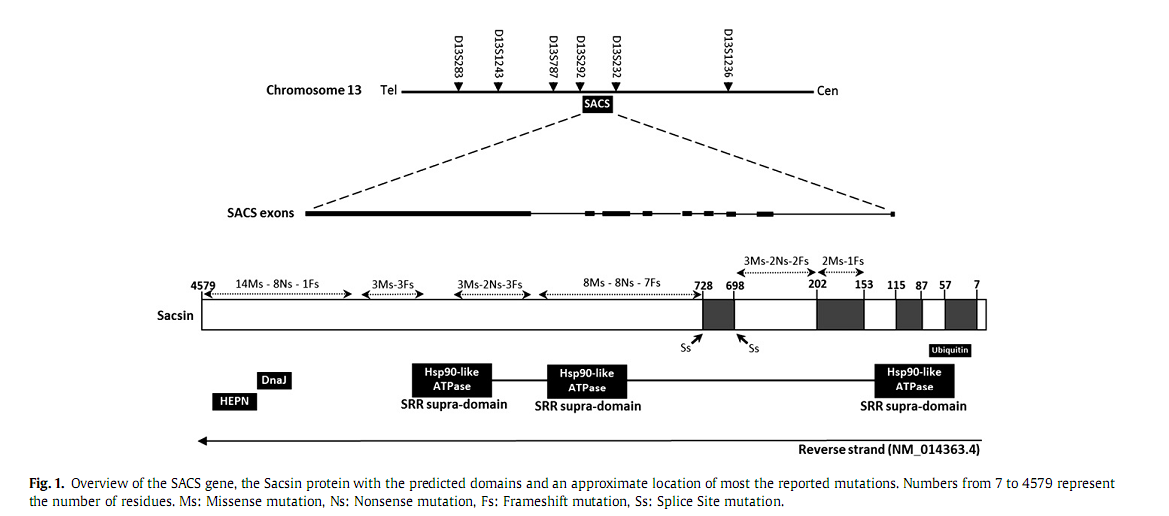 D13S283
D13S1243
D13S787
D13S292
D13S232
D13S1236
Chromosome 13 Tel Cen
SACS
SACS exons
3Ms-2Ns-2Fs 2Ms-1Fs
4579 14Ms - 8Ns - 1Fs 3Ms-3Fs 3Ms-2Ns-3Fs 8Ms - 8Ns - 7Fs 728 698 202 153 115 87 57 7
Sacsin
Ss Ss
Ubiquitin
Hsp90-like
ATPase
SRR supra-domain
Hsp90-like
ATPase
SRR supra-domain
Hsp90-like
ATPase
SRR supra-domain
DnaJ
HEPN
Reverse strand (NM_014363.4)
Fig. 1. Overview of the SACS gene, the Sacsin protein with the predicted domains and an approximate location of most the reported mutations. Numbers from 7 to 4579 represent
the number of residues. Ms: Missense mutation, Ns: Nonsense mutation, Fs: Frameshift mutation, Ss: Splice Site mutation.